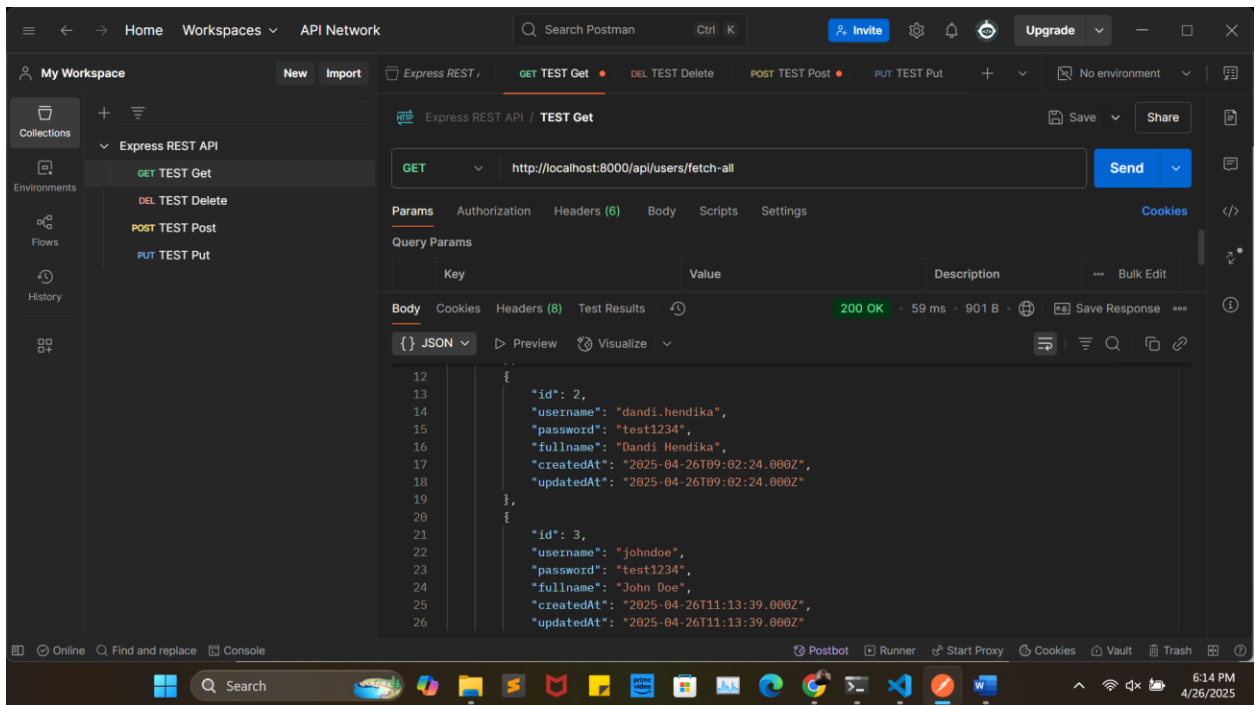 Home Workspaces API Network Search Postman Ctrl K Invite Upgrade
My Workspace New Import Express REST GET TEST Get DEL TEST Delete POST TEST Post PUT TEST Put No environment
Collections
Environments
Flows
History
Express REST API
GET TEST Get
DEL TEST Delete
POST TEST Post
PUT TEST Put
HTTP Express REST API / TEST Get Save Share
GET http://localhost:8000/api/users/fetch-all Send
Params Authorization Headers (6) Body Scripts Settings Cookies
Query Params
Key Value Description Bulk Edit
Body Cookies Headers (8) Test Results 200 OK 59 ms 901 B e.g. Save Response
{} JSON Preview Visualize
12 {
13 "id": 2,
14 "username": "dandi.hendika",
15 "password": "test1234",
16 "fullname": "Dandi Hendika",
17 "createdAt": "2025-04-26T09:02:24.000Z",
18 "updatedAt": "2025-04-26T09:02:24.000Z"
19 },
20 {
21 "id": 3,
22 "username": "johndoe",
23 "password": "test1234",
24 "fullname": "John Doe",
25 "createdAt": "2025-04-26T11:13:39.000Z",
26 "updatedAt": "2025-04-26T11:13:39.000Z"
Online Find and replace Console Postbot Runner Start Proxy Cookies Vault Trash
Search prime video 6:14 PM
4/26/2025